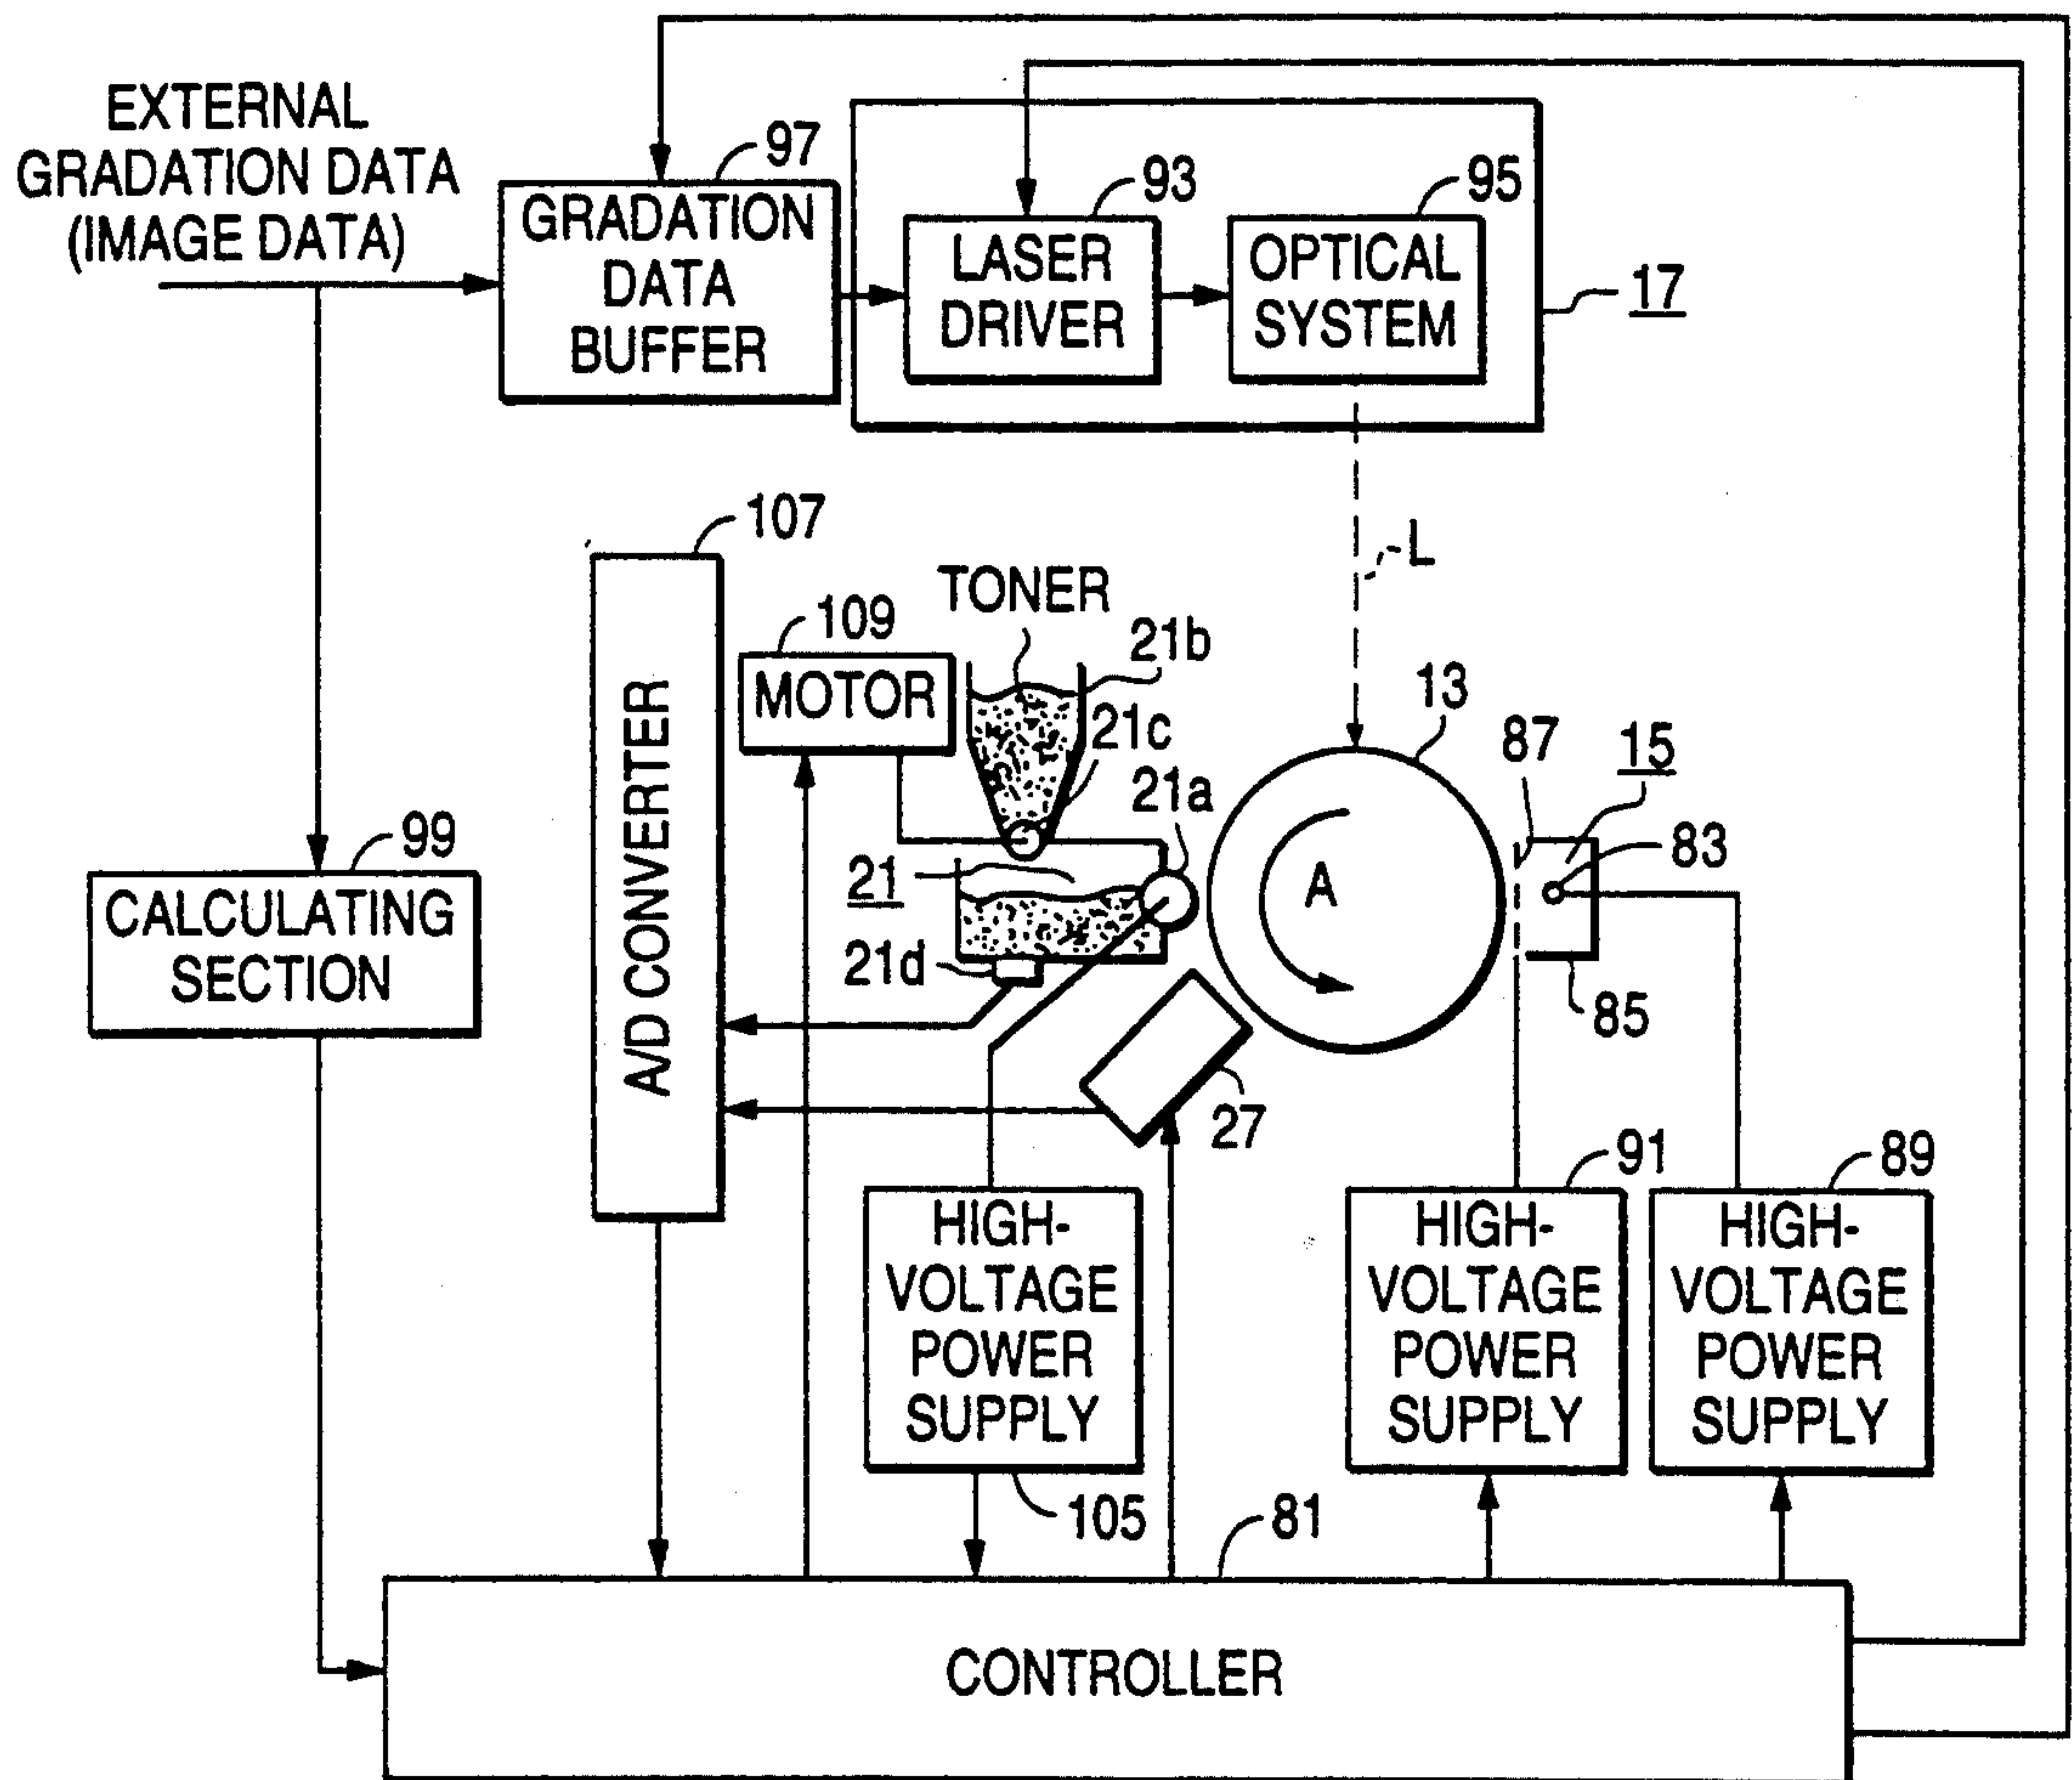 EXTERNAL
GRADATION DATA
(IMAGE DATA)
97
GRADATION
DATA
BUFFER
93
LASER
DRIVER
95
OPTICAL
SYSTEM
17
L
107
A/D CONVERTER
109
MOTOR
TONER
21b
21c
21a
21
21d
13
A
87
15
83
85
27
99
CALCULATING
SECTION
HIGH-
VOLTAGE
POWER
SUPPLY
105
91
HIGH-
VOLTAGE
POWER
SUPPLY
89
HIGH-
VOLTAGE
POWER
SUPPLY
81
CONTROLLER